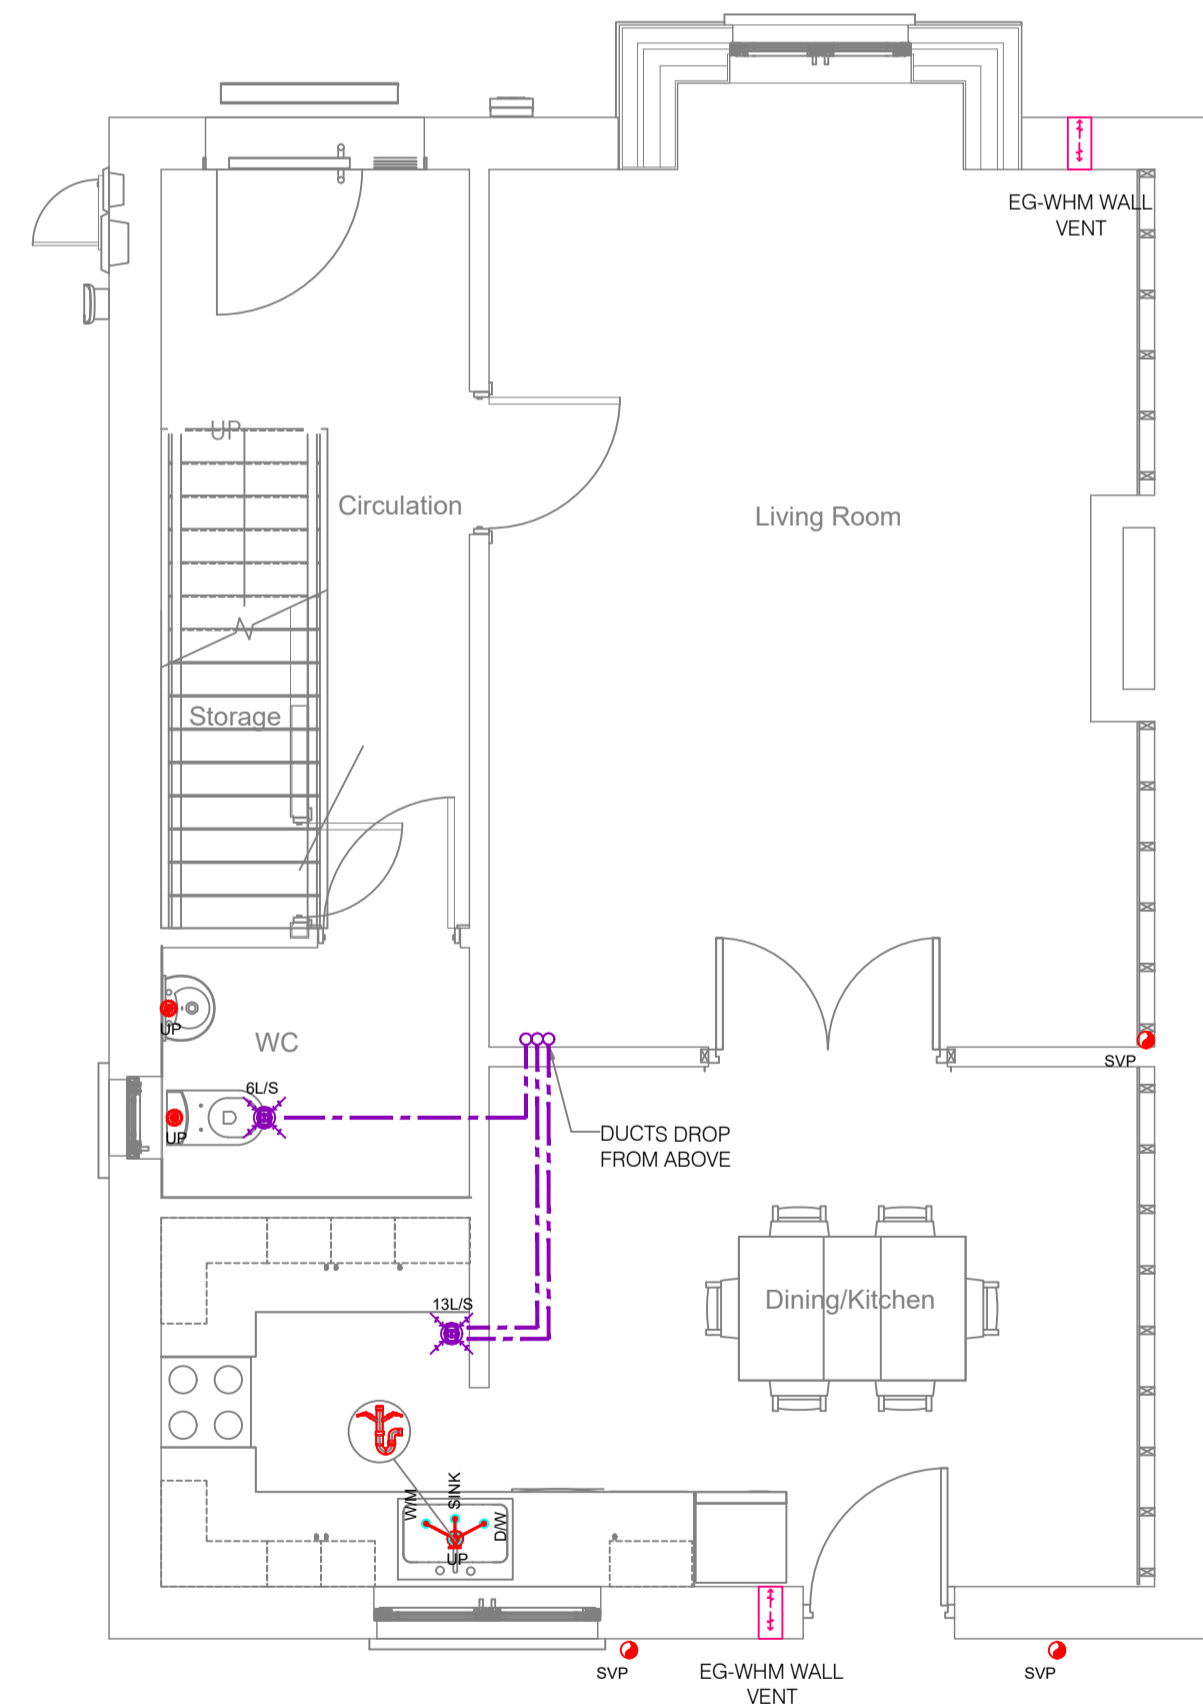 EG-WHM WALL
VENT
UP
Circulation
Living Room
Storage
UP
WC
SVP
6L/S
UP
DUCTS DROP
FROM ABOVE
Dining/Kitchen
13L/S
W/M
SINK
D/W
UP
SVP
EG-WHM WALL
VENT
SVP